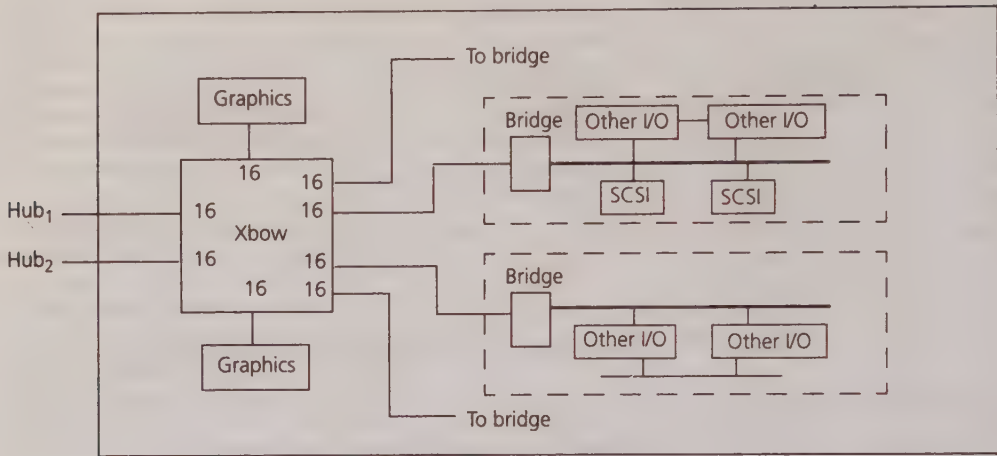 To bridge
Graphics
Bridge
Other I/O
Other I/O
16
16
SCSI
SCSI
Hub₁
16
16
Xbow
Hub₂
16
16
Bridge
16
16
Other I/O
Other I/O
Graphics
To bridge